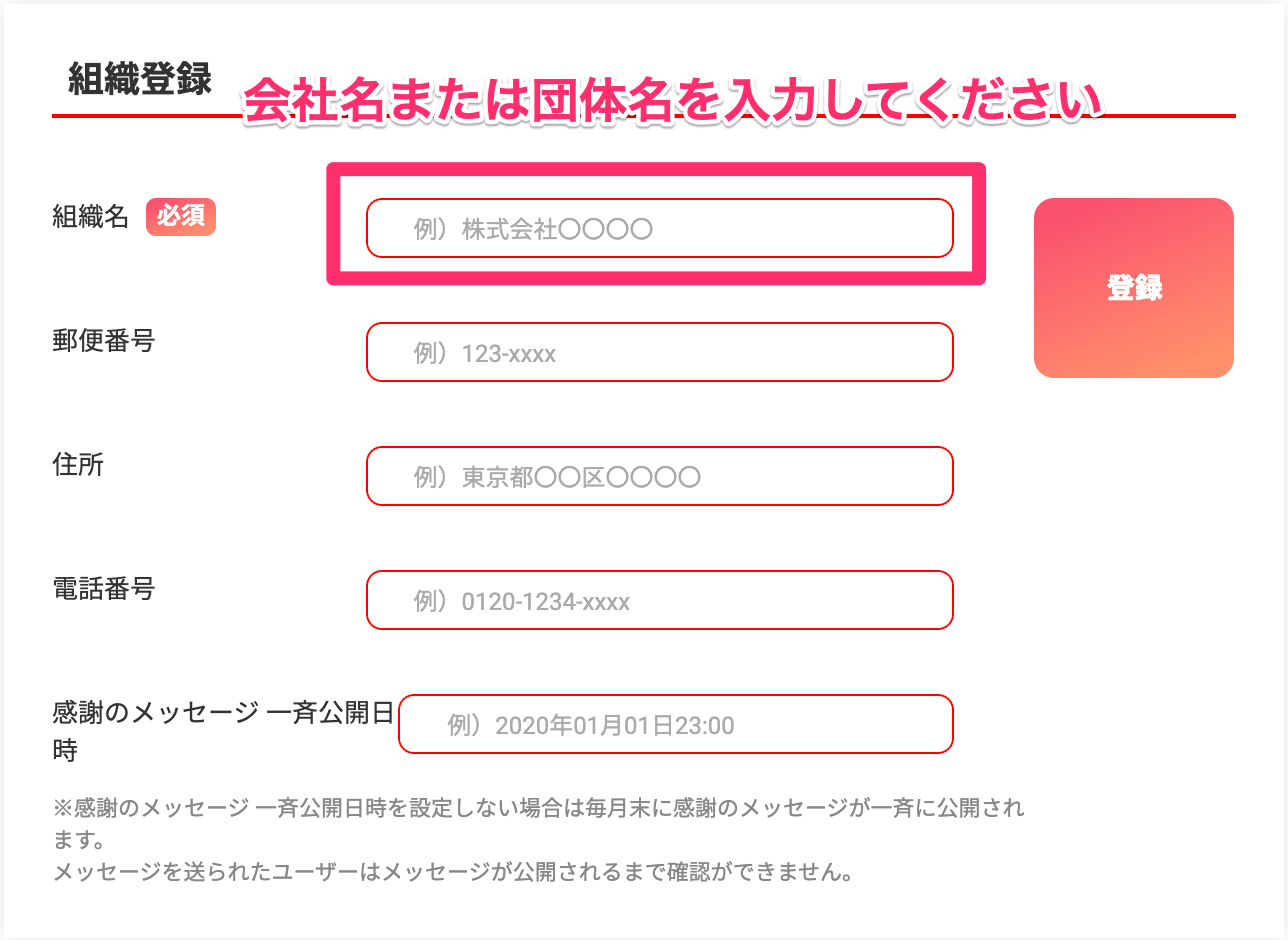 組織登録
会社名または団体名を入力してください
組織名 必須
例）株式会社〇〇〇〇
登録
郵便番号
例）123-xxxx
住所
例）東京都〇〇区〇〇〇〇
電話番号
例）0120-1234-xxxx
感謝のメッセージ 一斉公開日
時
例）2020年01月01日23:00
※感謝のメッセージ 一斉公開日時を設定しない場合は毎月末に感謝のメッセージが一斉に公開され
ます。
メッセージを送られたユーザーはメッセージが公開されるまで確認ができません。